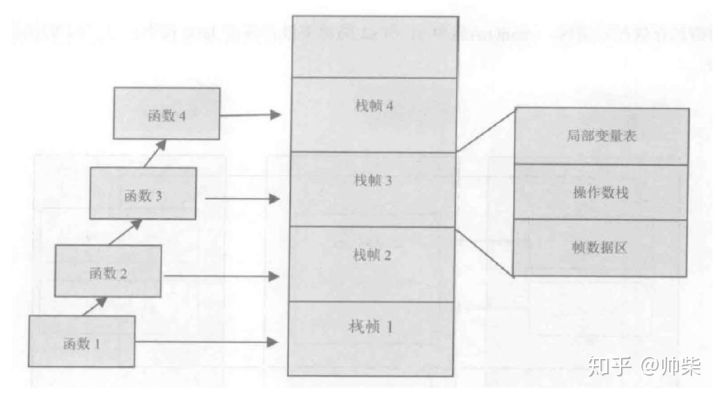 函数 4
函数 3
函数 2
函数 1
栈帧 4
栈帧 3
栈帧 2
栈帧 1
局部变量表
操作数栈
帧数据区
知乎 @帅柴